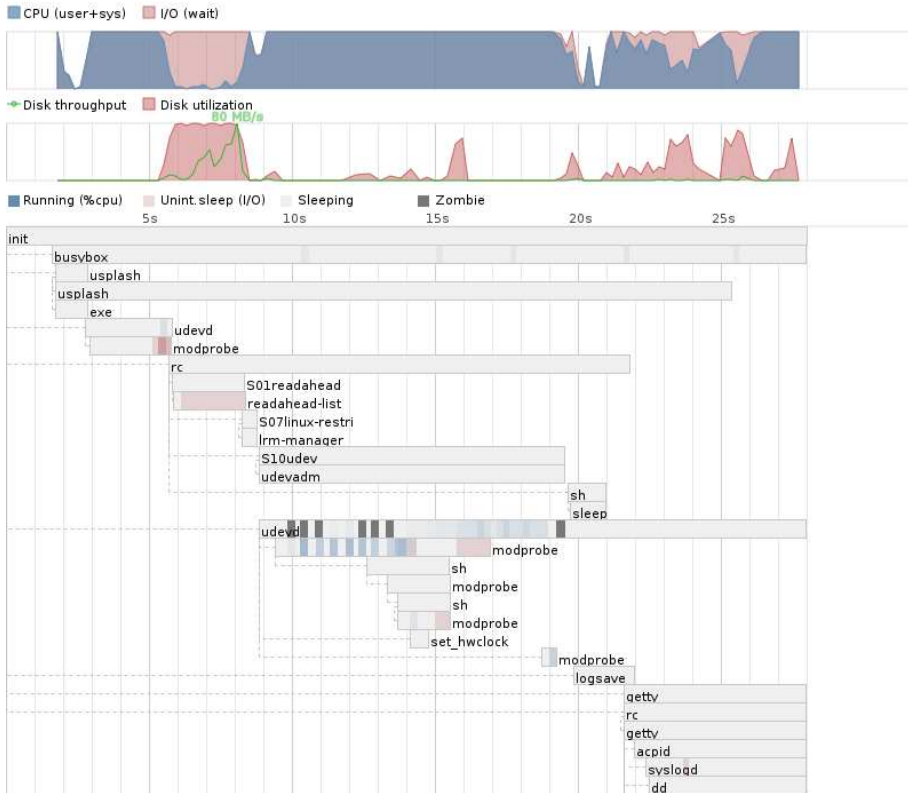 CPU (user+sys) I/O (wait)
Disk throughput Disk utilization
80 MB/s
Running (%cpu) Unint.sleep (I/O) Sleeping Zombie
5s 10s 15s 20s 25s
init
busybox
usplash
usplash
exe
udevd
modprobe
rc
S01readahead
readahead-list
S07linux-restri
lrm-manager
S10udev
udevadm
sh
sleep
udevd
modprobe
sh
modprobe
sh
modprobe
set_hwclock
modprobe
logsave
getty
rc
getty
acpid
syslogd
dd